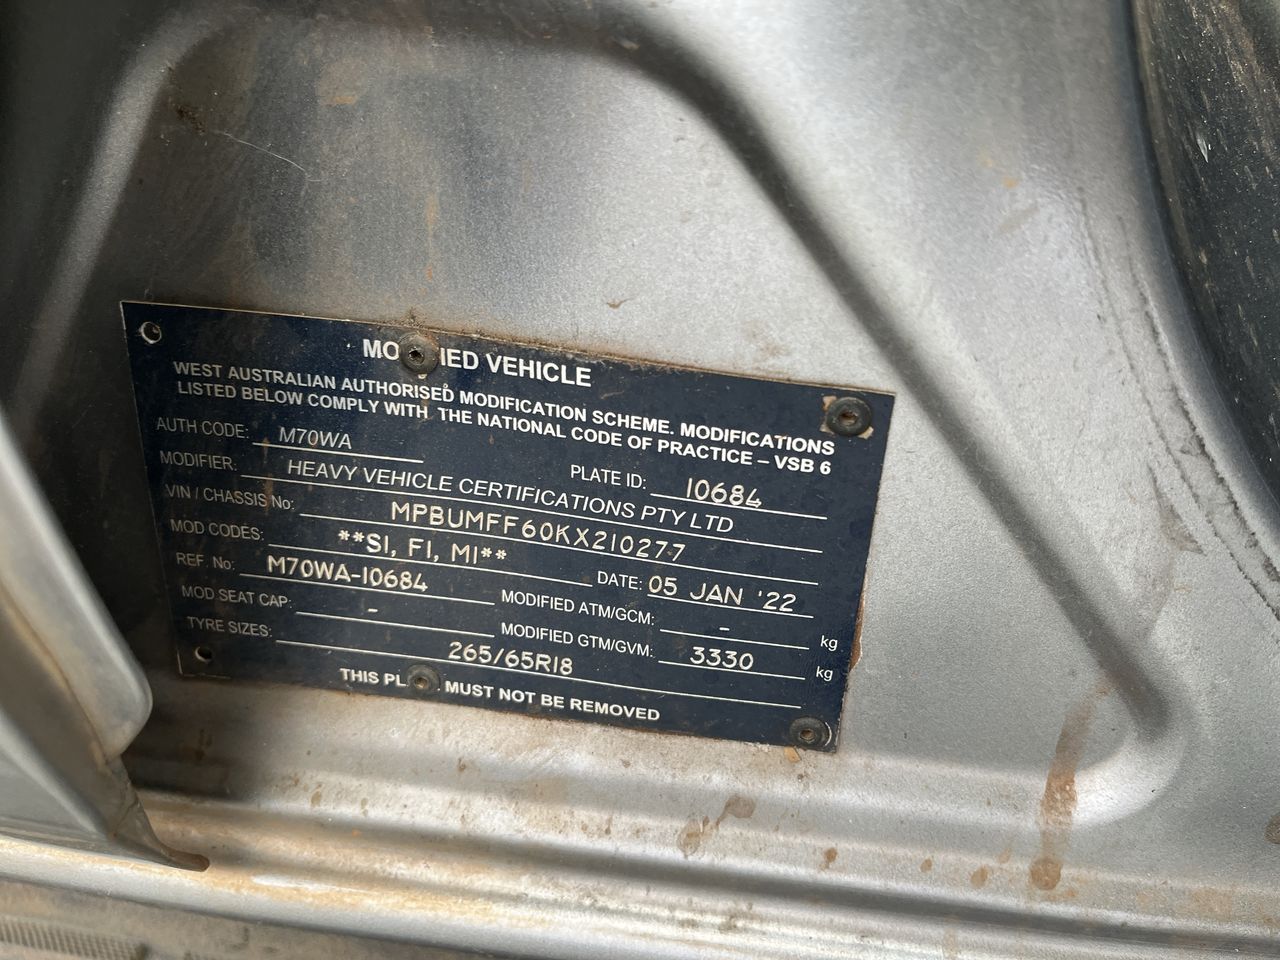 MO IED VEHICLE
WEST AUSTRALIAN AUTHORISED MODIFICATION SCHEME. MODIFICATIONS
LISTED BELOW COMPLY WITH THE NATIONAL CODE OF PRACTICE – VSB 6
AUTH CODE: M70WA PLATE ID: 10684
MODIFIER: HEAVY VEHICLE CERTIFICATIONS PTY LTD
VIN / CHASSIS No: MPBUMFF60KX210277
MOD CODES: **S1, F1, M1** DATE: 05 JAN '22
REF. No: M70WA-10684 MODIFIED ATM/GCM: - kg
MOD SEAT CAP: - MODIFIED GTM/GVM: 3330 kg
TYRE SIZES: 265/65R18
THIS PL . MUST NOT BE REMOVED